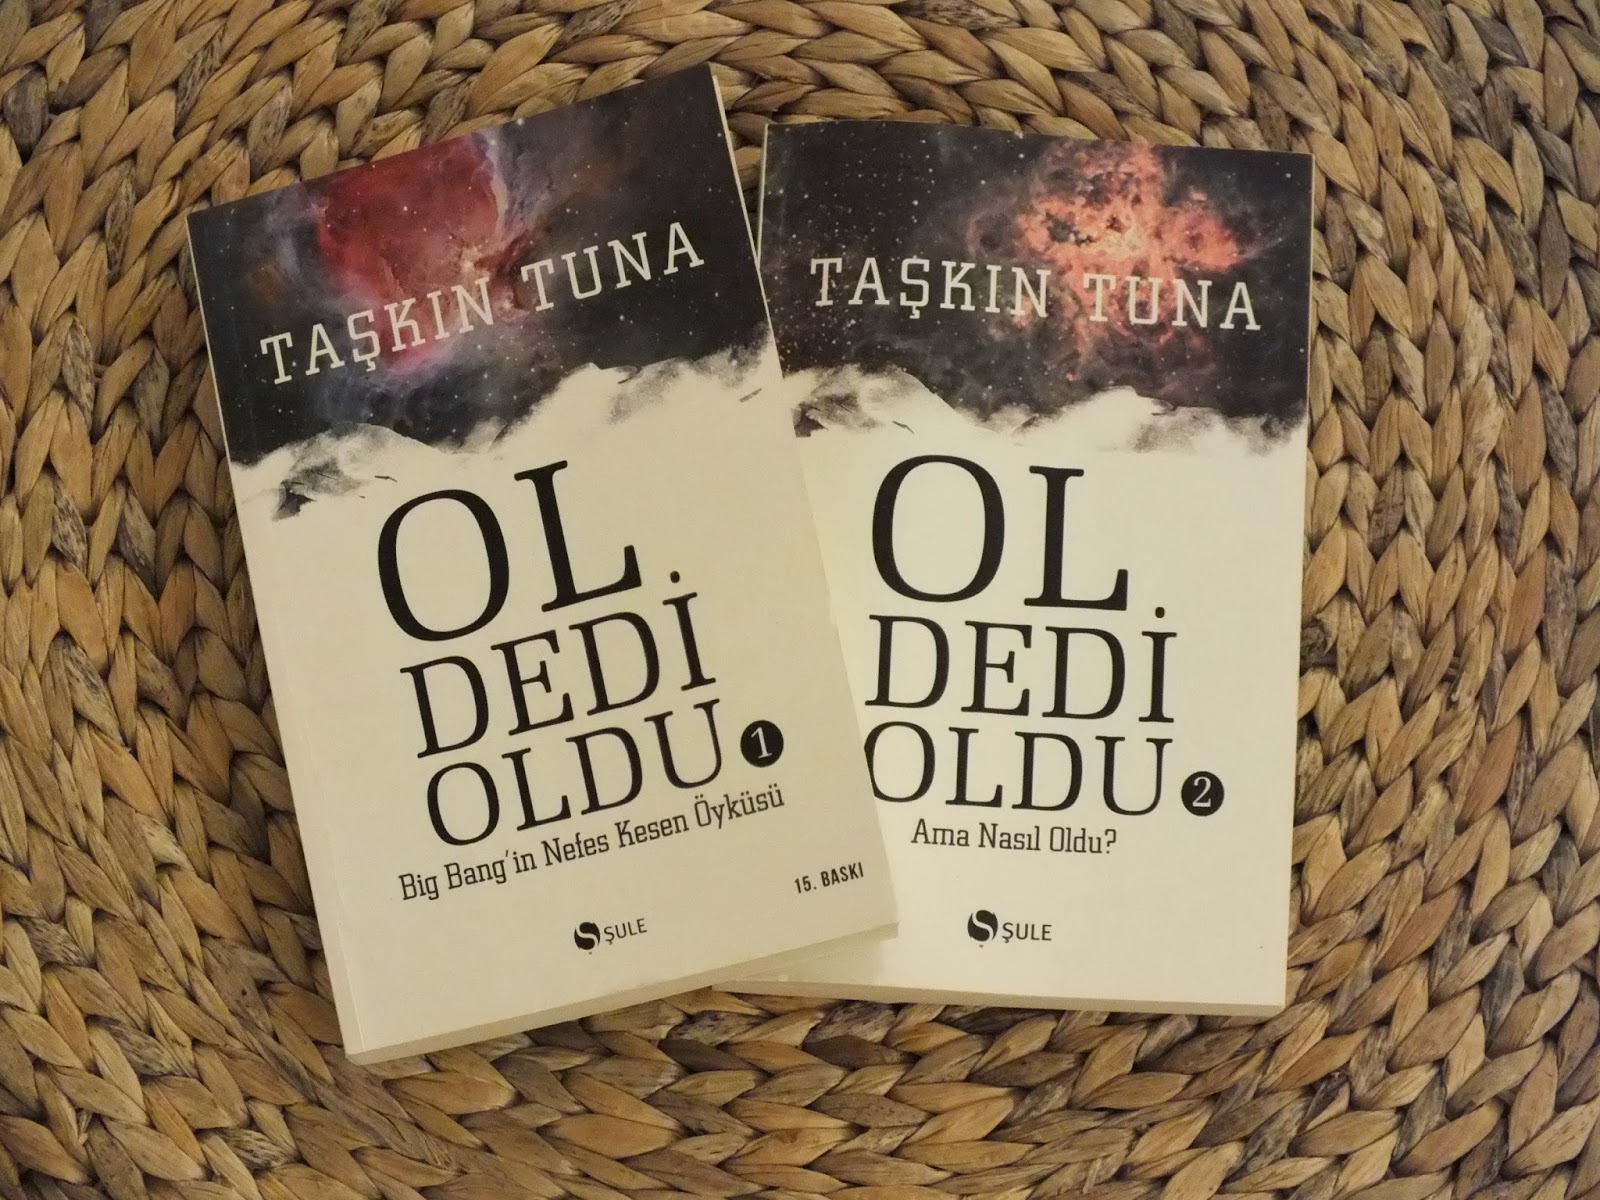 TAŞKIN TUNA
OL
DEDİ
OLDU 1
Big Bang'in Nefes Kesen Öyküsü
15. BASKI
ŞULE
TAŞKIN TUNA
OL
DEDİ
OLDU 2
Ama Nasıl Oldu?
ŞULE